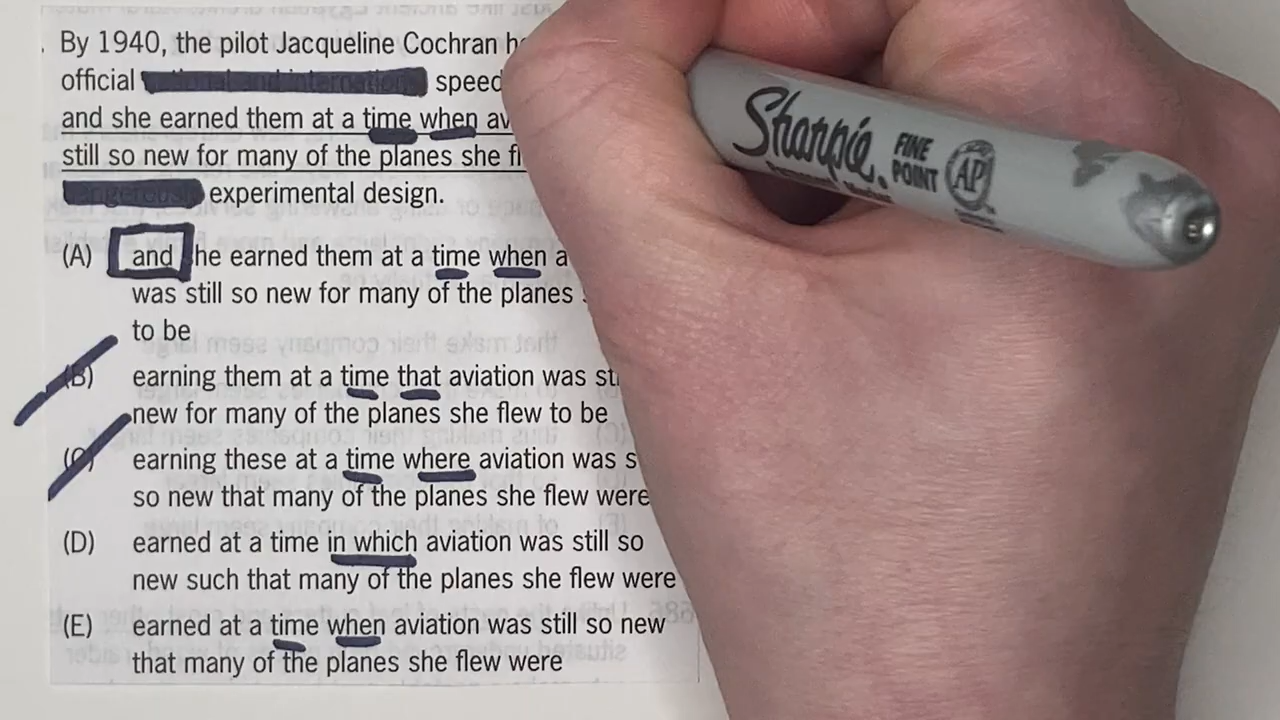 By 1940, the pilot Jacqueline Cochran
official national and international speed
and she earned them at a time when
still so new for many of the planes she
dangerously experimental design.
(A) and she earned them at a time when
was still so new for many of the planes
to be
(B) earning them at a time that aviation was
new for many of the planes she flew to be
(C) earning these at a time where aviation was
so new that many of the planes she flew were
(D) earned at a time in which aviation was still so
new such that many of the planes she flew were
(E) earned at a time when aviation was still so new
that many of the planes she flew were
Sharpie.
FINE
POINT
AP
Permanent Marker